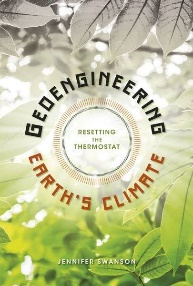 GEOENGINEERING
RESETTING
THE
THERMOSTAT
EARTH'S CLIMATE
JENNIFER SWANSON